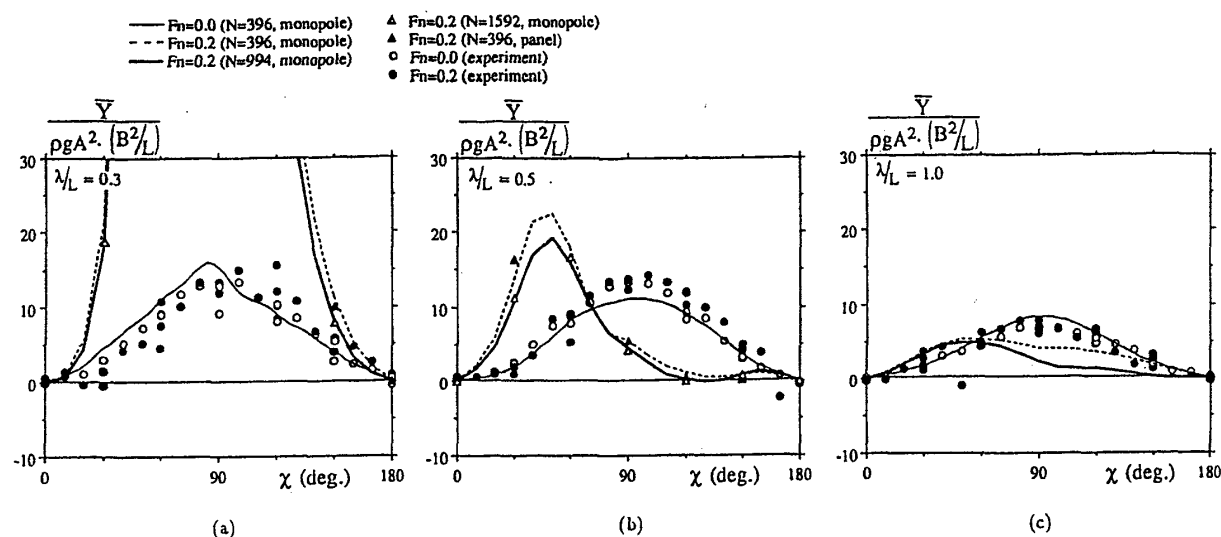 Fn=0.0 (N=396, monopole)
Fn=0.2 (N=396, monopole)
Fn=0.2 (N=994, monopole)
Fn=0.2 (N=1592, monopole)
Fn=0.2 (N=396, panel)
Fn=0.0 (experiment)
Fn=0.2 (experiment)
Y̅
ρgA²· (B²/L)
30
λ/L = 0.3
20
10
0
-10
0
90
χ (deg.)
180
(a)
Y̅
ρgA²· (B²/L)
30
λ/L = 0.5
20
10
0
-10
0
90
χ (deg.)
180
(b)
Y̅
ρgA²· (B²/L)
30
λ/L = 1.0
20
10
0
-10
0
90
χ (deg.)
180
(c)